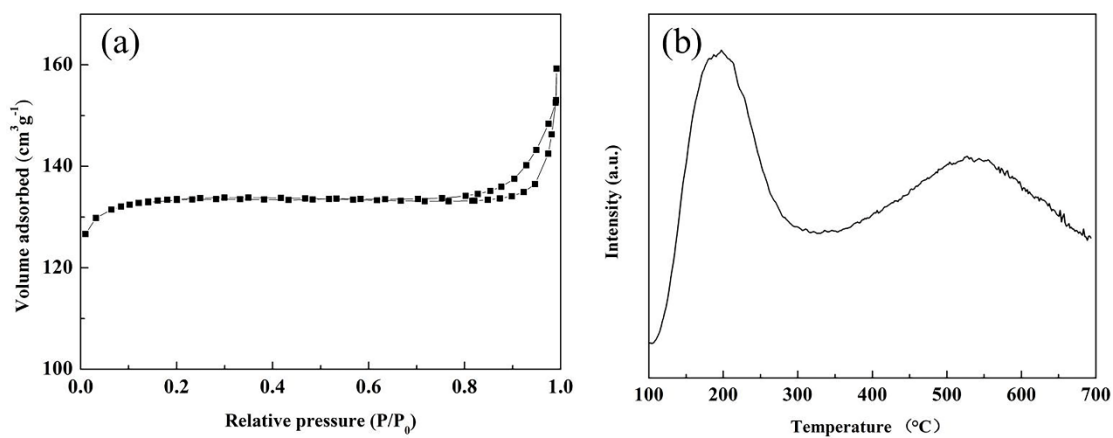 (a)
160
140
120
100
Volume adsorbed (cm³g⁻¹)
0.0 0.2 0.4 0.6 0.8 1.0
Relative pressure (P/P₀)
(b)
Intensity (a.u.)
100 200 300 400 500 600 700
Temperature (°C)